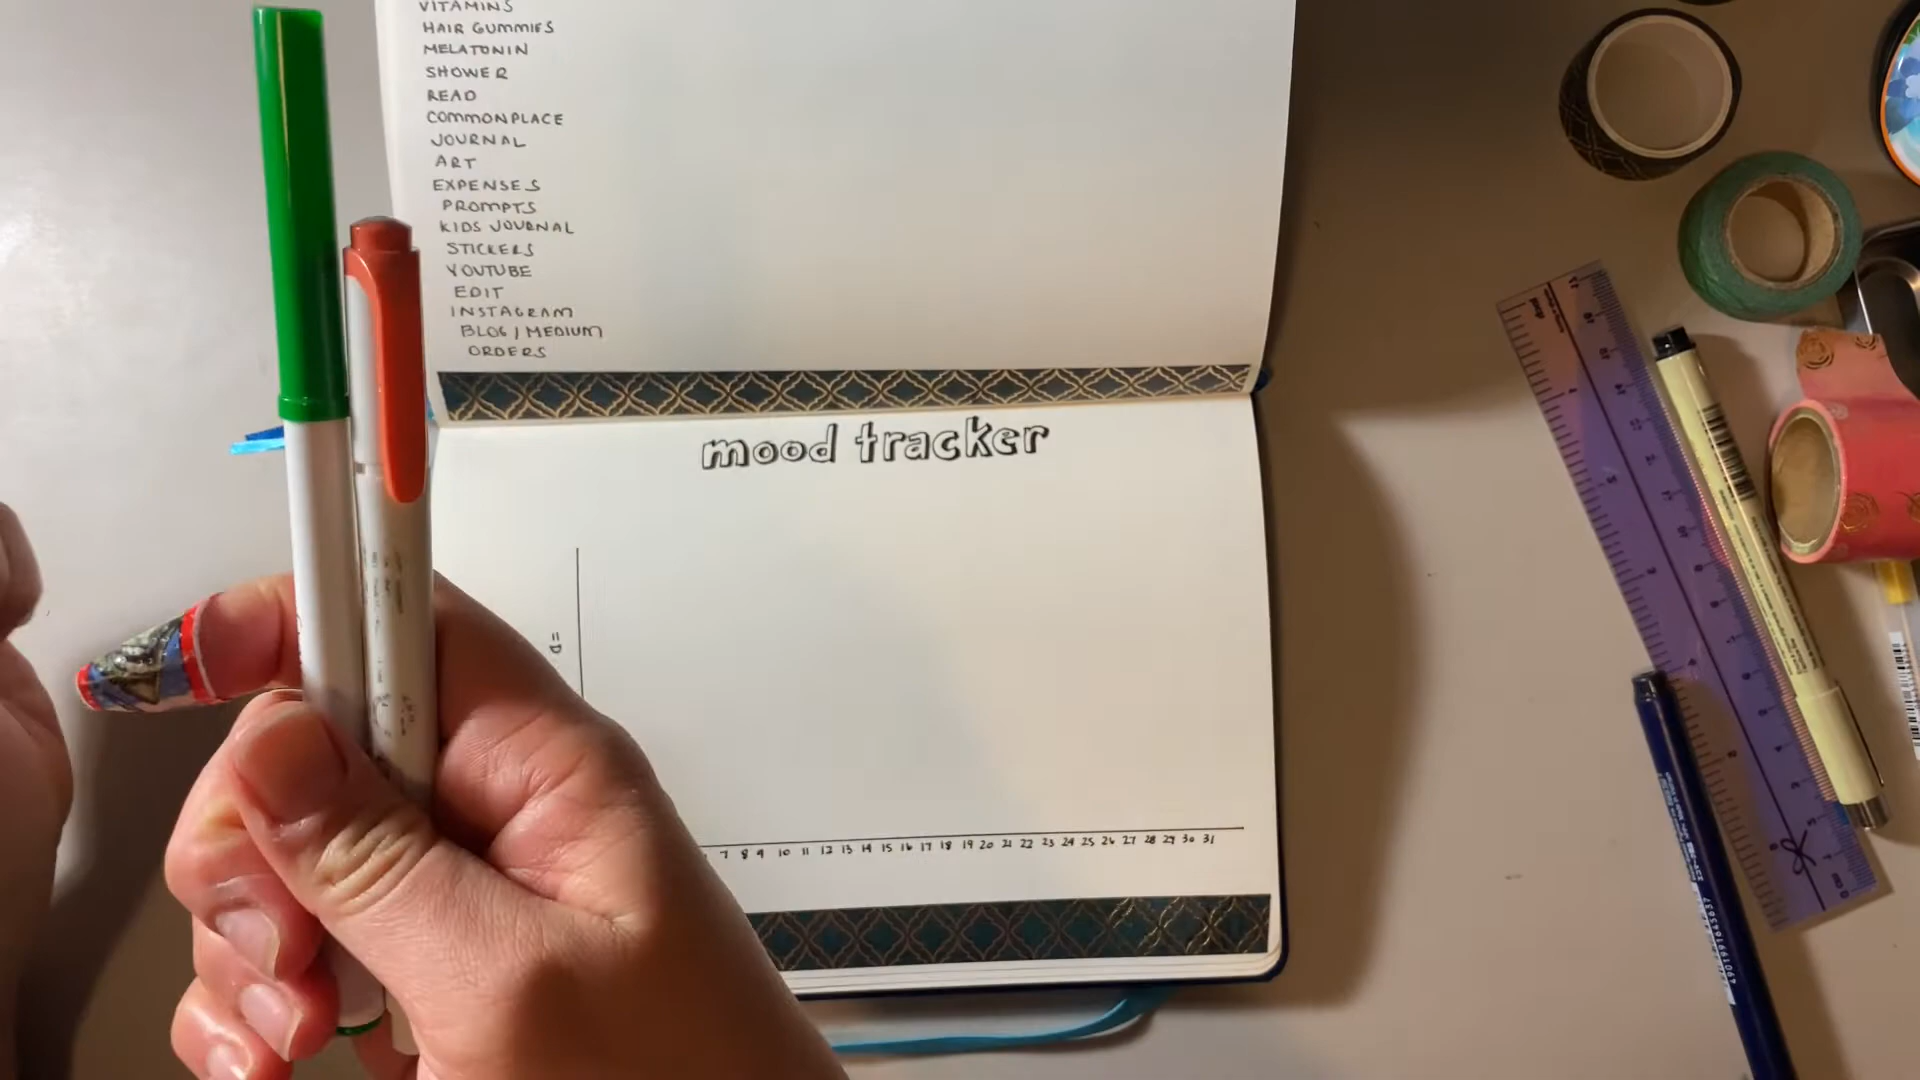 VITAMINS
HAIR GUMMIES
MELATONIN
SHOWER
READ
COMMONPLACE
JOURNAL
ART
EXPENSES
PROMPTS
KIDS JOURNAL
STICKERS
YOUTUBE
EDIT
INSTAGRAM
BLOG / MEDIUM
ORDERS
mood tracker
7 8 9 10 11 12 13 14 15 16 17 18 19 20 21 22 23 24 25 26 27 28 29 30 31